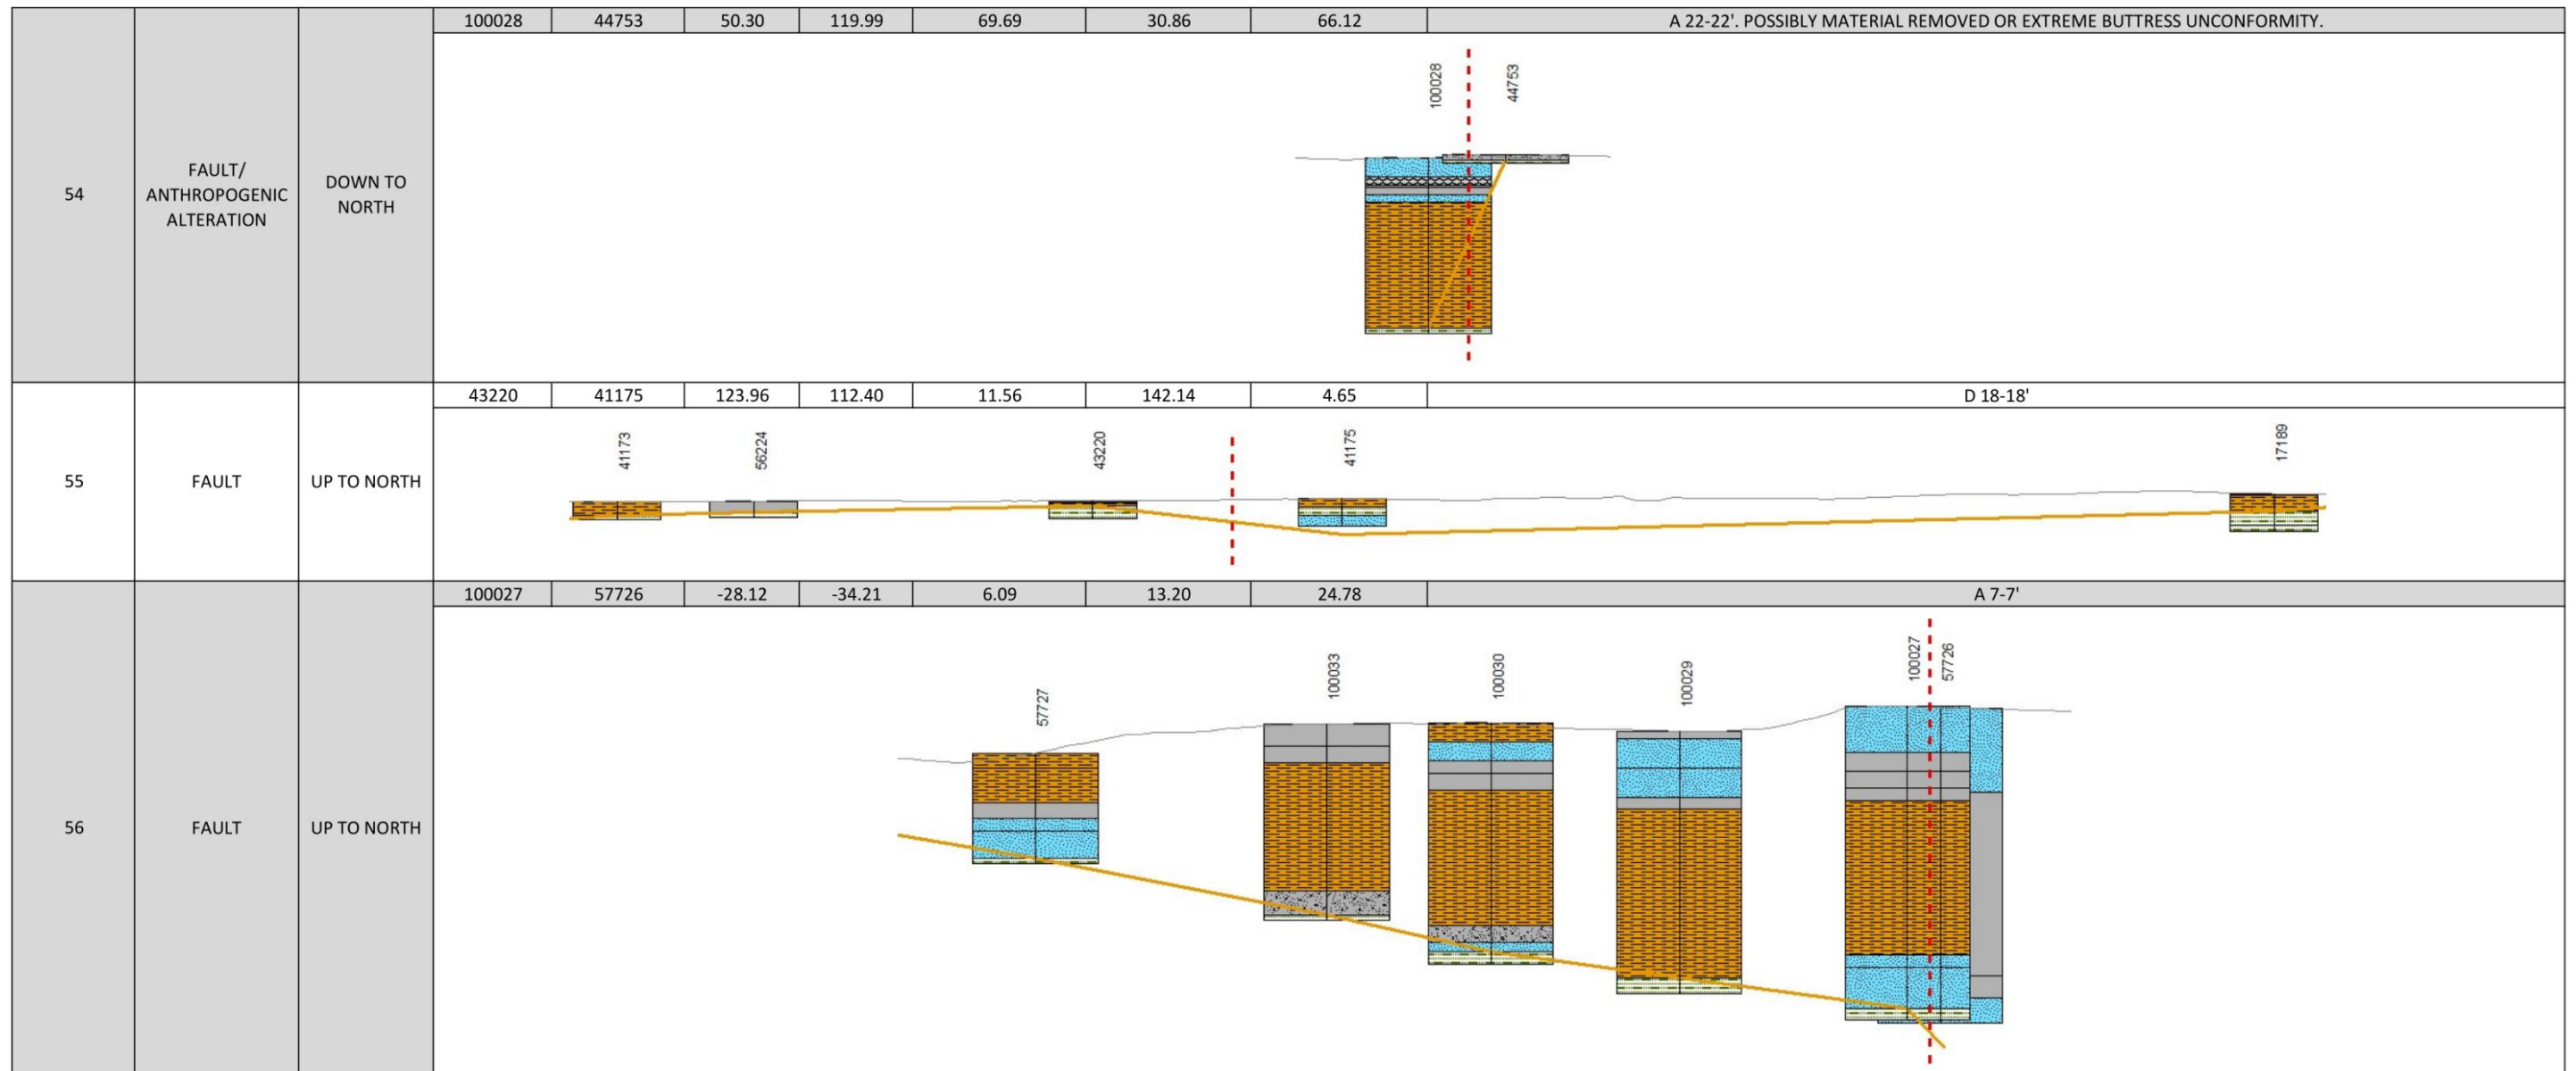 100028 44753 50.30 119.99 69.69 30.86 66.12 A 22-22'. POSSIBLY MATERIAL REMOVED OR EXTREME BUTTRESS UNCONFORMITY.
54
FAULT/
ANTHROPOGENIC
ALTERATION
DOWN TO
NORTH
100028
44753
43220 41175 123.96 112.40 11.56 142.14 4.65 D 18-18'
55
FAULT
UP TO NORTH
41173
56224
43220
41175
17189
100027 57726 -28.12 -34.21 6.09 13.20 24.78 A 7-7'
56
FAULT
UP TO NORTH
57727
100033
100030
100029
100027
57726